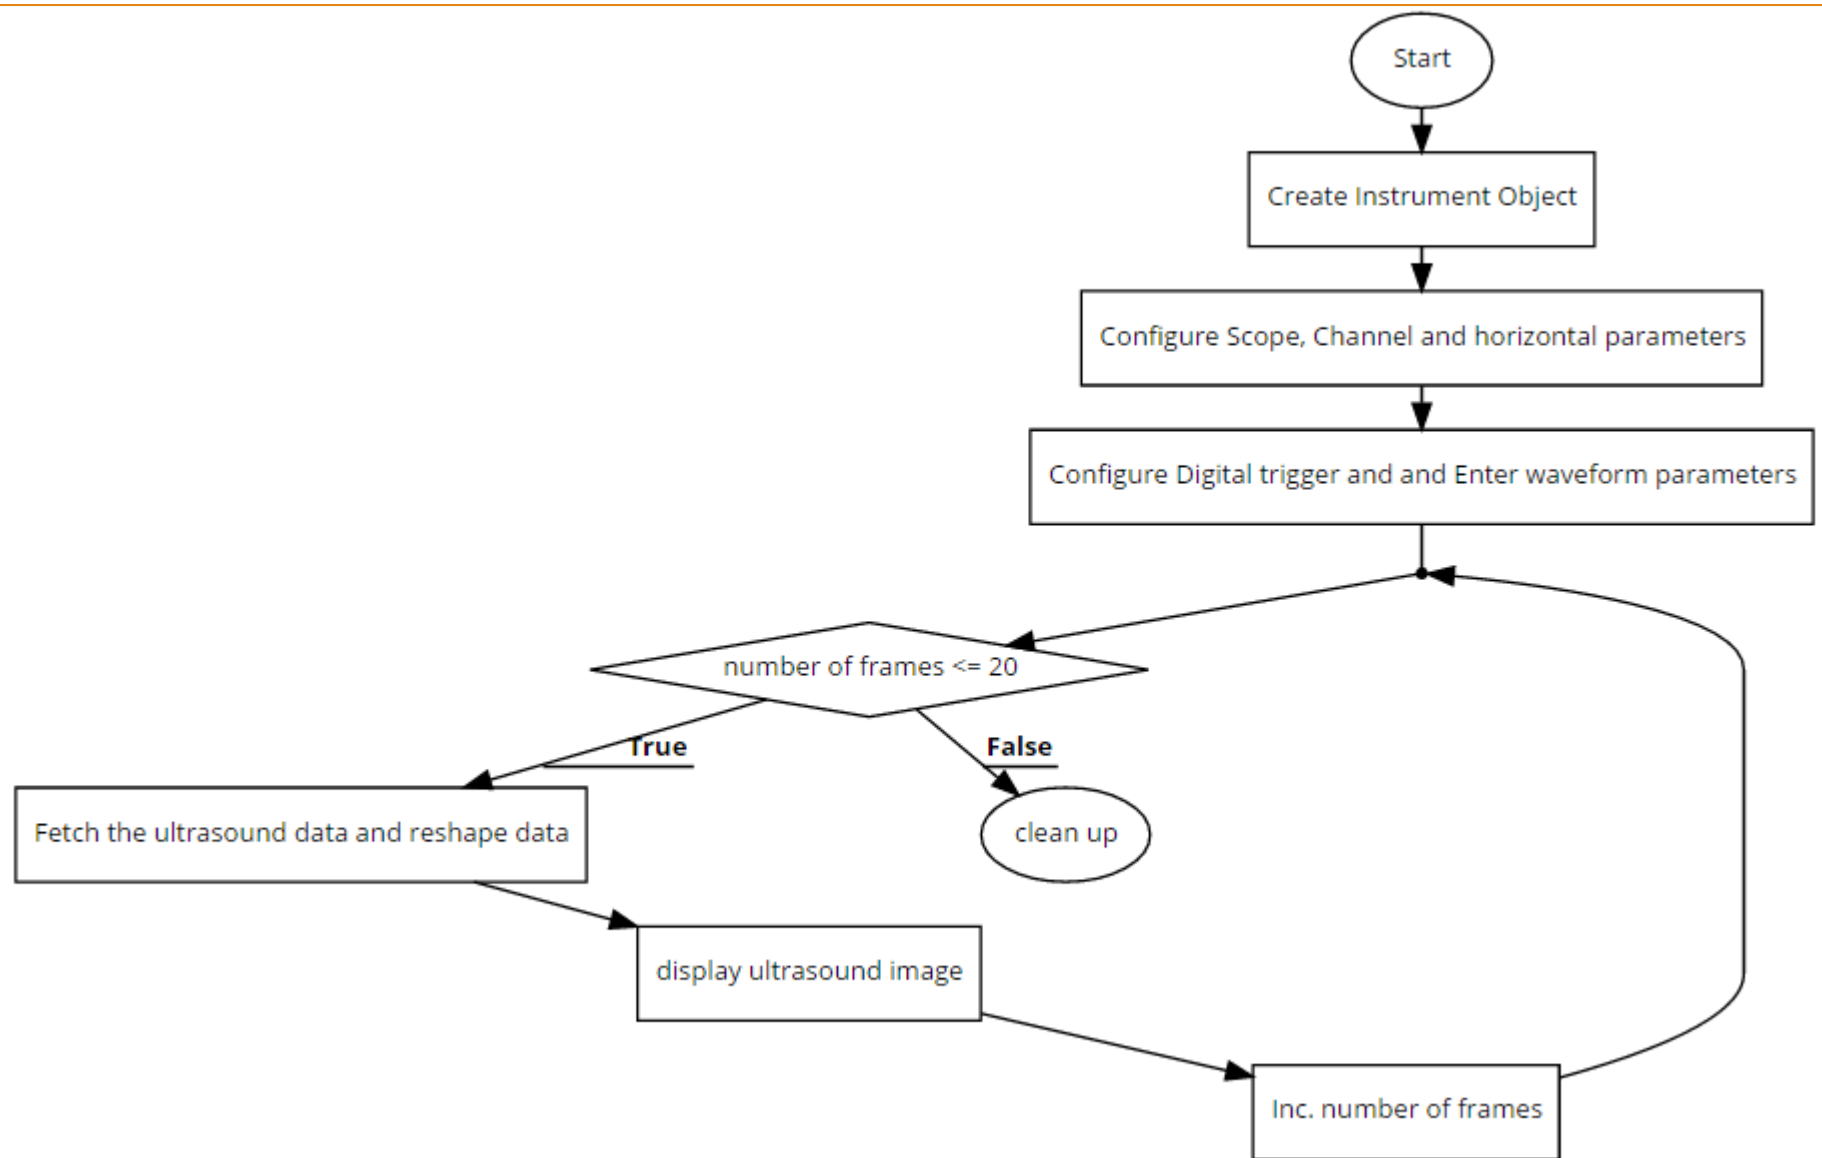 Start
Create Instrument Object
Configure Scope, Channel and horizontal parameters
Configure Digital trigger and and Enter waveform parameters
number of frames <= 20
True
False
Fetch the ultrasound data and reshape data
clean up
display ultrasound image
Inc. number of frames